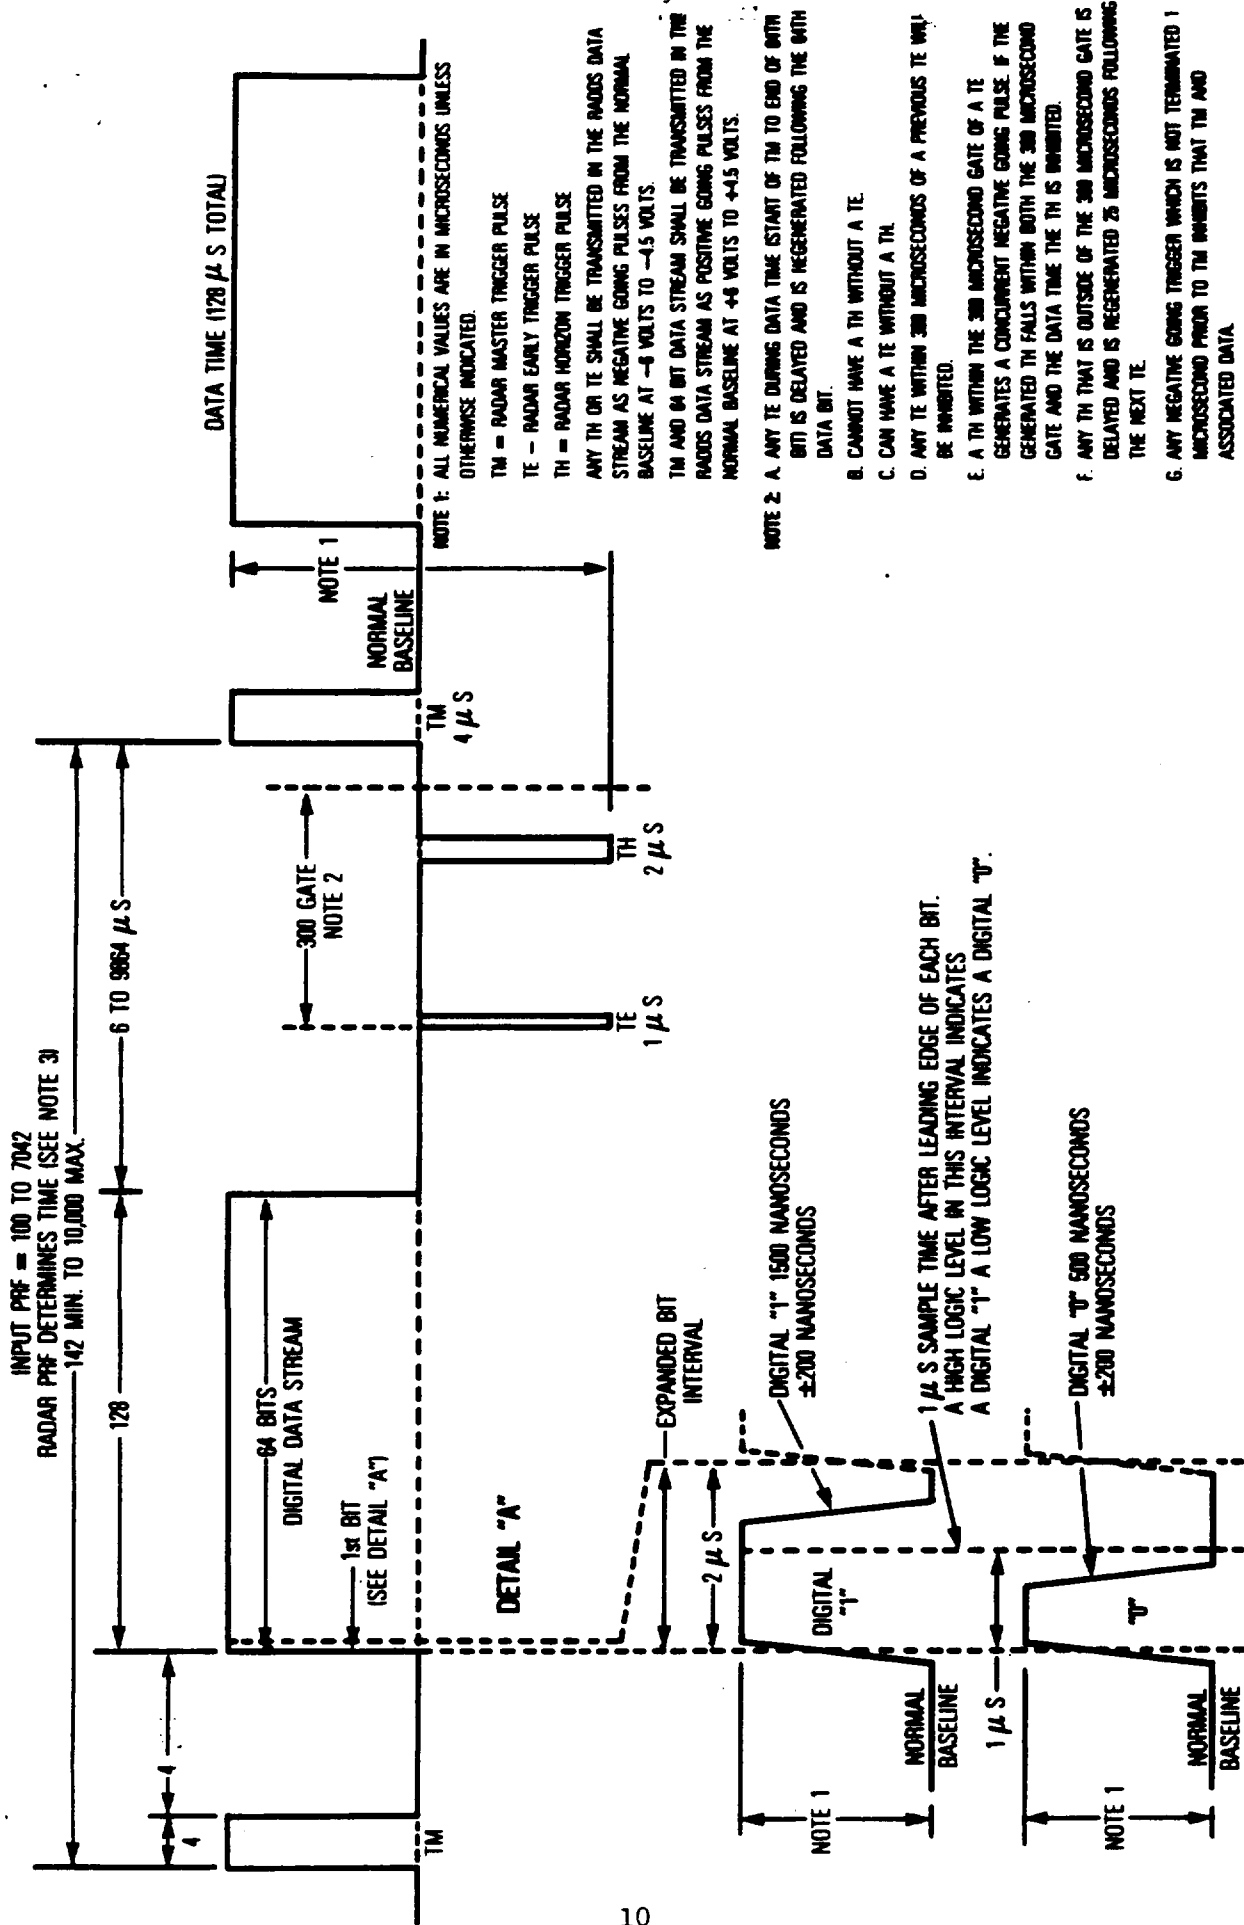 INPUT PRF = 100 TO 7042
RADAR PRF DETERMINES TIME (SEE NOTE 3)
142 MIN. TO 10,000 MAX.
4
4
128
6 TO 9864 µS
DATA TIME (128 µS TOTAL)
64 BITS
DIGITAL DATA STREAM
1st BIT
(SEE DETAIL "A")
300 GATE
NOTE 2
NOTE 1
NORMAL
BASELINE
TM
TE
1 µS
TH
2 µS
TM
4 µS
DETAIL "A"
EXPANDED BIT
INTERVAL
2 µS
DIGITAL
"1"
DIGITAL "1" 1500 NANOSECONDS
±200 NANOSECONDS
NOTE 1
NORMAL
BASELINE
1 µS
1 µS SAMPLE TIME AFTER LEADING EDGE OF EACH BIT.
A HIGH LOGIC LEVEL IN THIS INTERVAL INDICATES
A DIGITAL "1" A LOW LOGIC LEVEL INDICATES A DIGITAL "0".
DIGITAL "0" 500 NANOSECONDS
±200 NANOSECONDS
"0"
NOTE 1
NORMAL
BASELINE
NOTE 1: ALL NUMERICAL VALUES ARE IN MICROSECONDS UNLESS
OTHERWISE INDICATED.
TM = RADAR MASTER TRIGGER PULSE
TE – RADAR EARLY TRIGGER PULSE
TH = RADAR HORIZON TRIGGER PULSE
ANY TH OR TE SHALL BE TRANSMITTED IN THE RADDS DATA
STREAM AS NEGATIVE GOING PULSES FROM THE NORMAL
BASELINE AT –6 VOLTS TO –4.5 VOLTS.
TM AND 64 BIT DATA STREAM SHALL BE TRANSMITTED IN THE
RADDS DATA STREAM AS POSITIVE GOING PULSES FROM THE
NORMAL BASELINE AT +6 VOLTS TO +4.5 VOLTS.
NOTE 2: A. ANY TE DURING DATA TIME (START OF TM TO END OF 64TH
BIT) IS DELAYED AND IS REGENERATED FOLLOWING THE 64TH
DATA BIT.
B. CANNOT HAVE A TH WITHOUT A TE.
C. CAN HAVE A TE WITHOUT A TH.
D. ANY TE WITHIN 300 MICROSECONDS OF A PREVIOUS TE WILL
BE INHIBITED.
E. A TH WITHIN THE 300 MICROSECOND GATE OF A TE
GENERATES A CONCURRENT NEGATIVE GOING PULSE. IF THE
GENERATED TH FALLS WITHIN BOTH THE 300 MICROSECOND
GATE AND THE DATA TIME THE TH IS INHIBITED.
F. ANY TH THAT IS OUTSIDE OF THE 300 MICROSECOND GATE IS
DELAYED AND IS REGENERATED 25 MICROSECONDS FOLLOWING
THE NEXT TE.
G. ANY NEGATIVE GOING TRIGGER WHICH IS NOT TERMINATED 1
MICROSECOND PRIOR TO TM INHIBITS THAT TM AND
ASSOCIATED DATA.
10